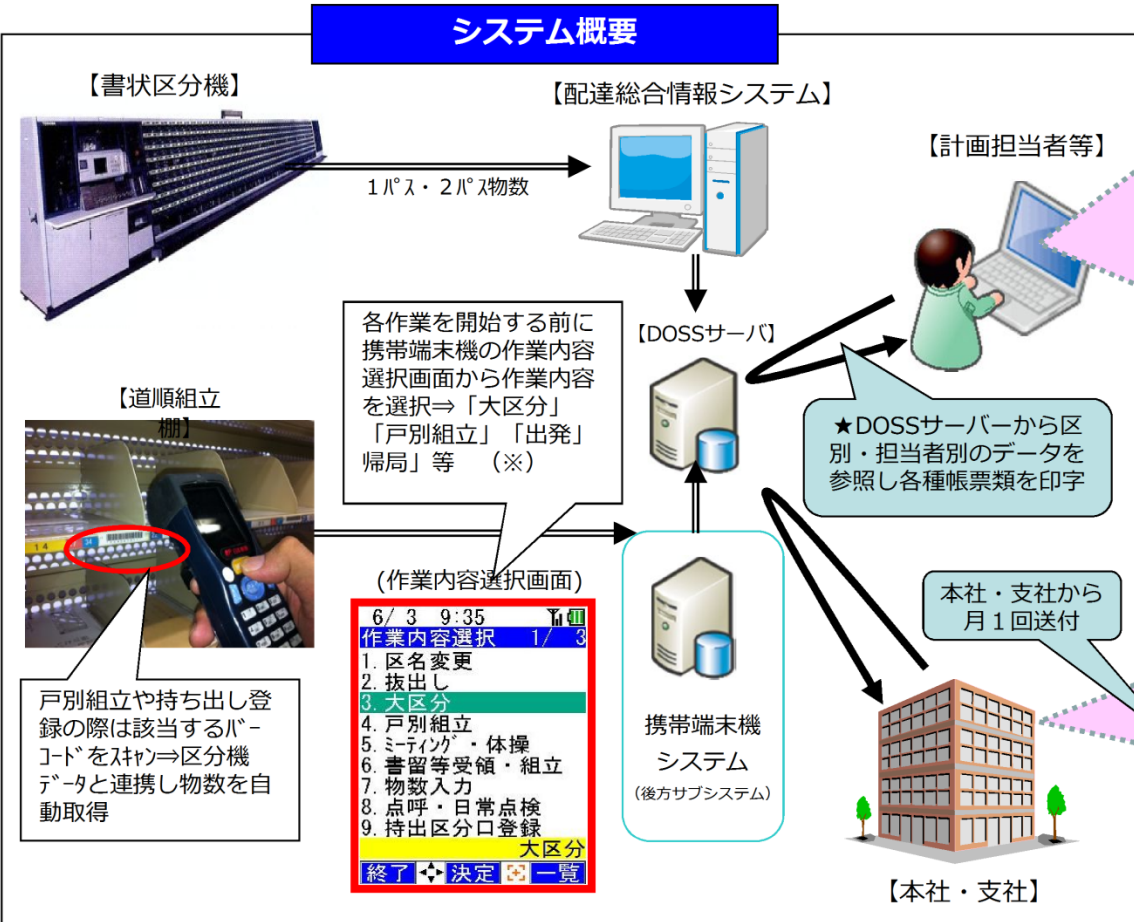 システム概要
【書状区分機】
【配達総合情報システム】
【計画担当者等】
1パス・2パス物数
【DOSSサーバ】
各作業を開始する前に
携帯端末機の作業内容
選択画面から作業内容
を選択⇒「大区分」
「戸別組立」「出発」
帰局」等　（※）
【道順組立
棚】
★DOSSサーバーから区
別・担当者別のデータを
参照し各種帳票類を印字
14
34
(作業内容選択画面)
6/ 3 9:35
作業内容選択 1/ 3
1. 区名変更
2. 抜出し
3. 大区分
4. 戸別組立
5. ミーティング・体操
6. 書留等受領・組立
7. 物数入力
8. 点呼・日常点検
9. 持出区分口登録
大区分
終了 決定 一覧
戸別組立や持ち出し登
録の際は該当するバー
コードをスキャン⇒区分機
データと連携し物数を自
動取得
携帯端末機
システム
（後方サブシステム）
本社・支社から
月1回送付
【本社・支社】